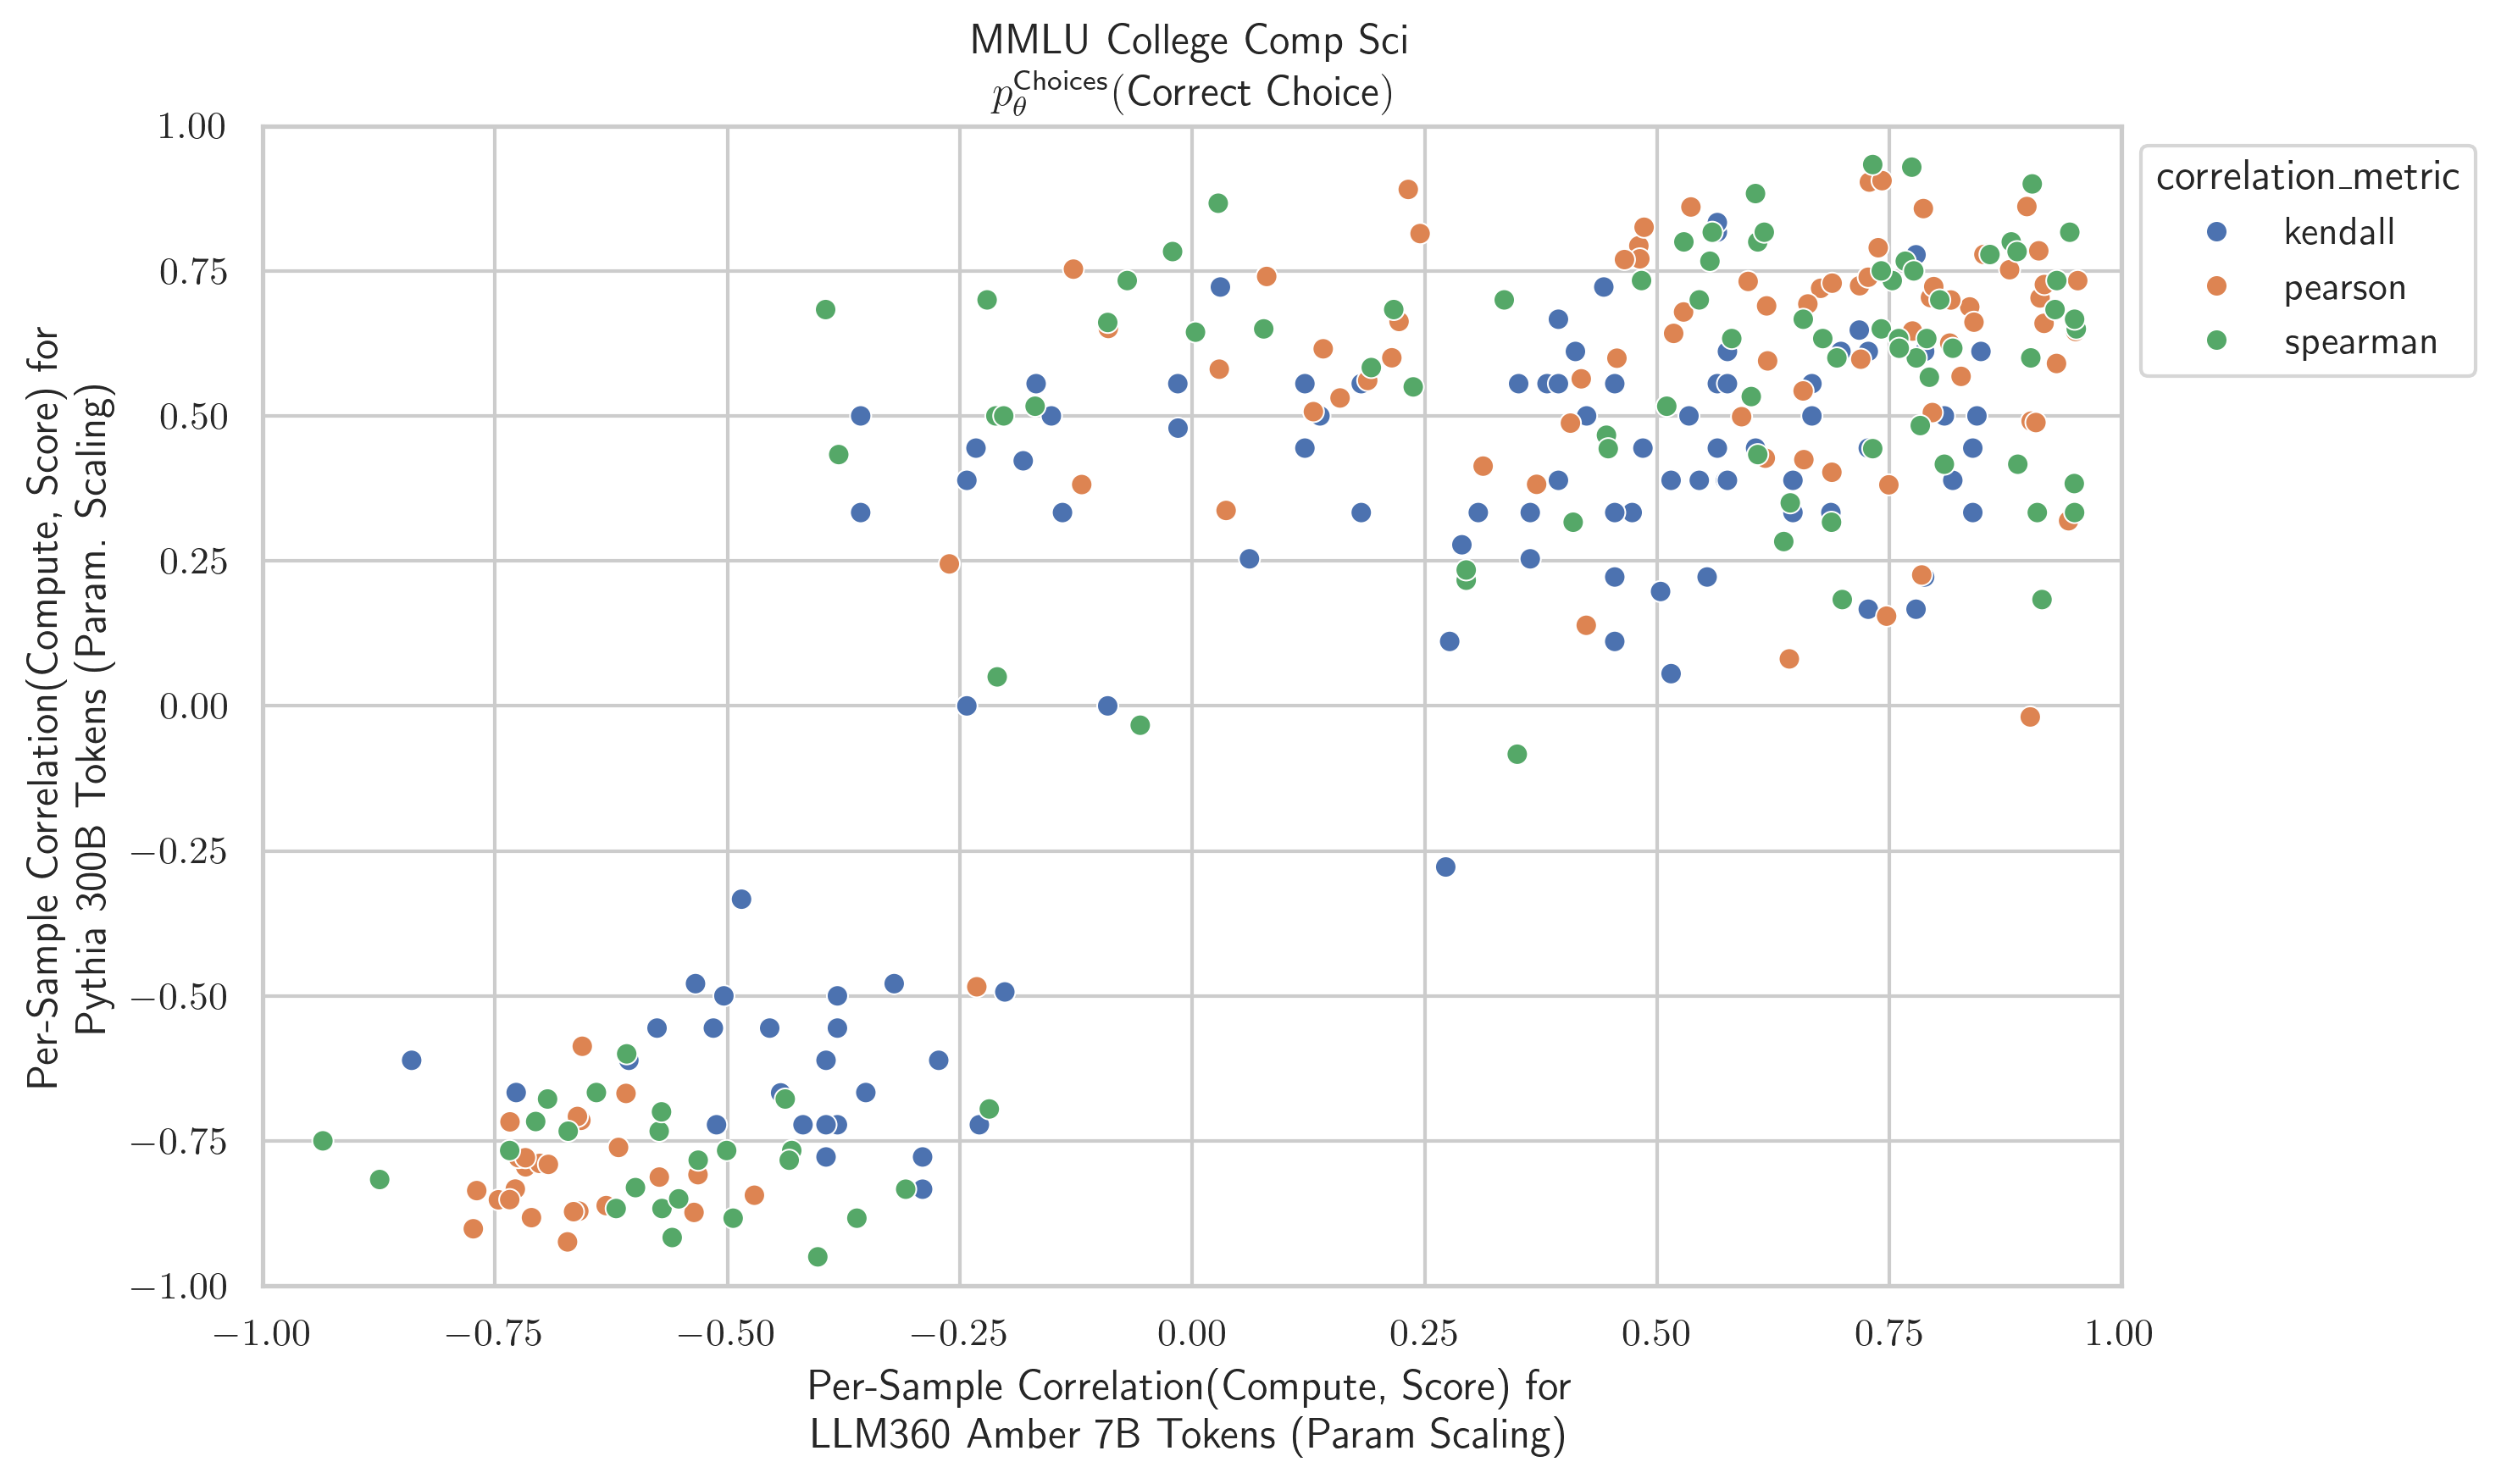 MMLU College Comp Sci
p_θ^Choices(Correct Choice)
1.00
0.75
0.50
0.25
0.00
−0.25
−0.50
−0.75
−1.00
Per-Sample Correlation(Compute, Score) for
Pythia 300B Tokens (Param. Scaling)
correlation_metric
kendall
pearson
spearman
−1.00 −0.75 −0.50 −0.25 0.00 0.25 0.50 0.75 1.00
Per-Sample Correlation(Compute, Score) for
LLM360 Amber 7B Tokens (Param Scaling)